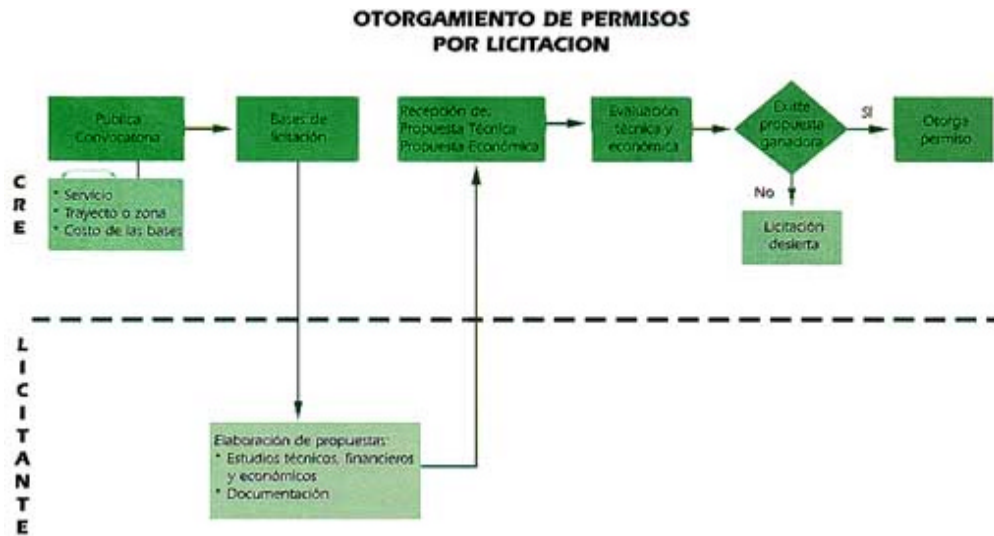 OTORGAMIENTO DE PERMISOS
POR LICITACION
CRE
Publica
Convocatoria
Bases de
licitación
Recepción de:
Propuesta Técnica
Propuesta Económica
Evaluación
técnica y
económica
Existe
propuesta
ganadora
SI
Otorga
permiso
No
Licitación
desierta
* Servicio
* Trayecto o zona
* Costo de las bases
LICITANTE
Elaboración de propuestas:
* Estudios técnicos, financieros
y económicos
* Documentación